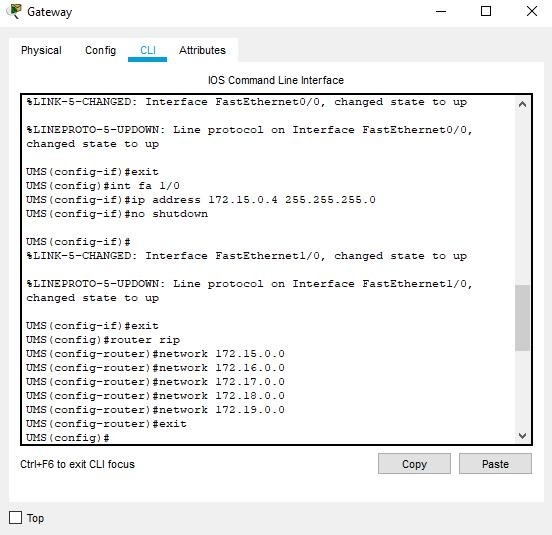 Gateway
Physical Config CLI Attributes
IOS Command Line Interface
%LINK-5-CHANGED: Interface FastEthernet0/0, changed state to up
%LINEPROTO-5-UPDOWN: Line protocol on Interface FastEthernet0/0,
changed state to up
UMS(config-if)#exit
UMS(config)#int fa 1/0
UMS(config-if)#ip address 172.15.0.4 255.255.255.0
UMS(config-if)#no shutdown
UMS(config-if)#
%LINK-5-CHANGED: Interface FastEthernet1/0, changed state to up
%LINEPROTO-5-UPDOWN: Line protocol on Interface FastEthernet1/0,
changed state to up
UMS(config-if)#exit
UMS(config)#router rip
UMS(config-router)#network 172.15.0.0
UMS(config-router)#network 172.16.0.0
UMS(config-router)#network 172.17.0.0
UMS(config-router)#network 172.18.0.0
UMS(config-router)#network 172.19.0.0
UMS(config-router)#exit
UMS(config)#
Ctrl+F6 to exit CLI focus
Copy Paste
Top